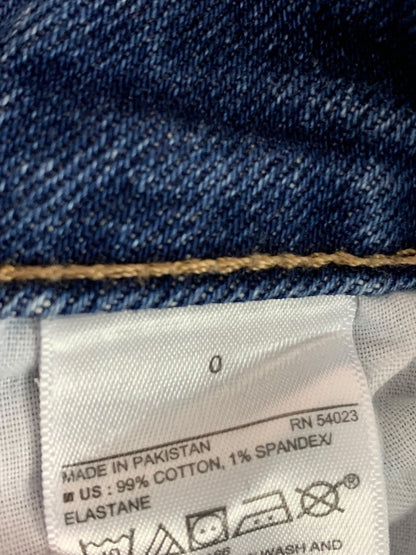 0
RN 54023
MADE IN PAKISTAN
US : 99% COTTON, 1% SPANDEX/
ELASTANE
WASH AND